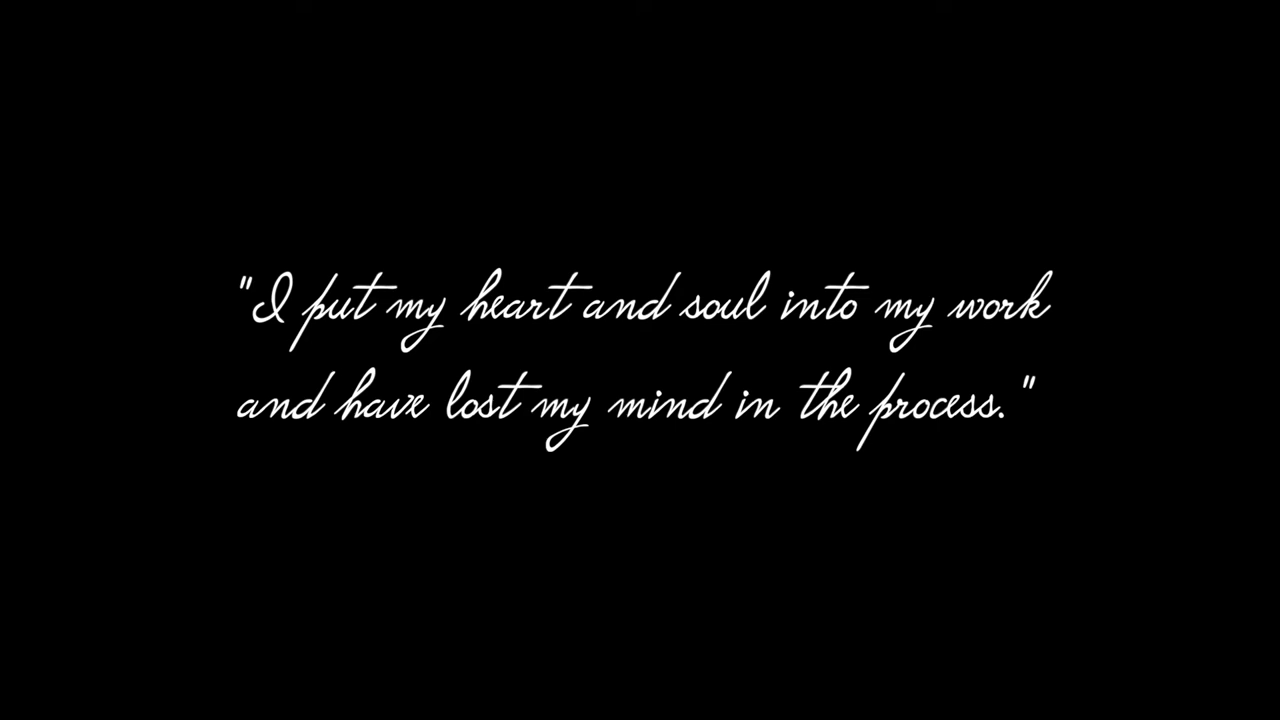 "I put my heart and soul into my work
and have lost my mind in the process."